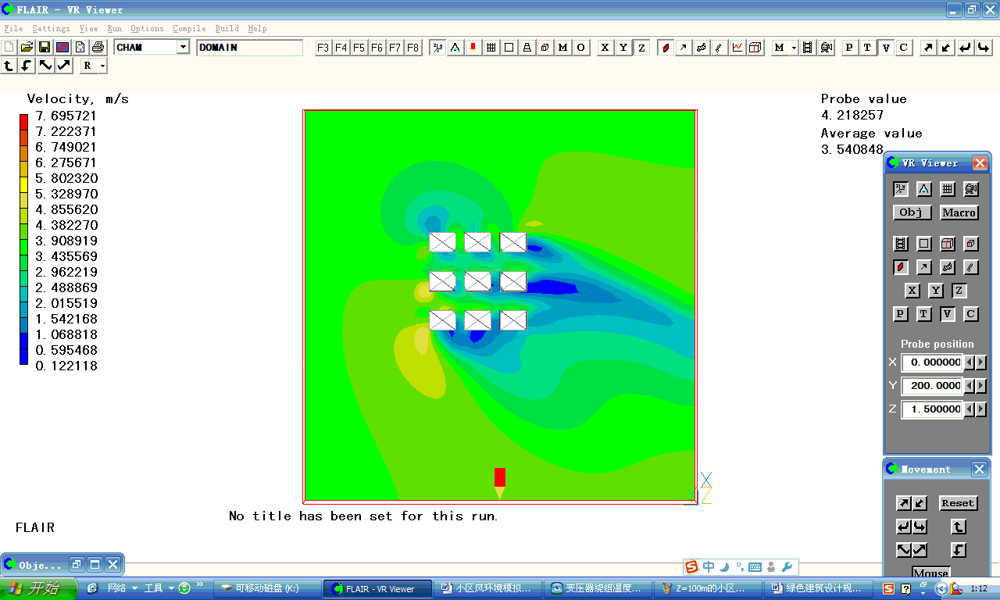 FLAIR - VR Viewer
File Settings View Run Options Compile Build Help
CHAM DOMAIN F3 F4 F5 F6 F7 F8 M O X Y Z M P T V C
R
Velocity, m/s
7.695721
7.222371
6.749021
6.275671
5.802320
5.328970
4.855620
4.382270
3.908919
3.435569
2.962219
2.488869
2.015519
1.542168
1.068818
0.595468
0.122118
Probe value
4.218257
Average value
3.540848
VR Viewer
Obj Macro
X Y Z
P T V C
Probe position
X 0.000000
Y 200.0000
Z 1.500000
X
Y
Z
No title has been set for this run.
FLAIR
Movement
Reset
Mouse
Obje...
中
开始 网络 工具 » 可移动磁盘 (K:) FLAIR - VR Viewer 小区风环境模拟... 变压器绕组温度... Z=100m的小区... 绿色建筑设计规... 1:12